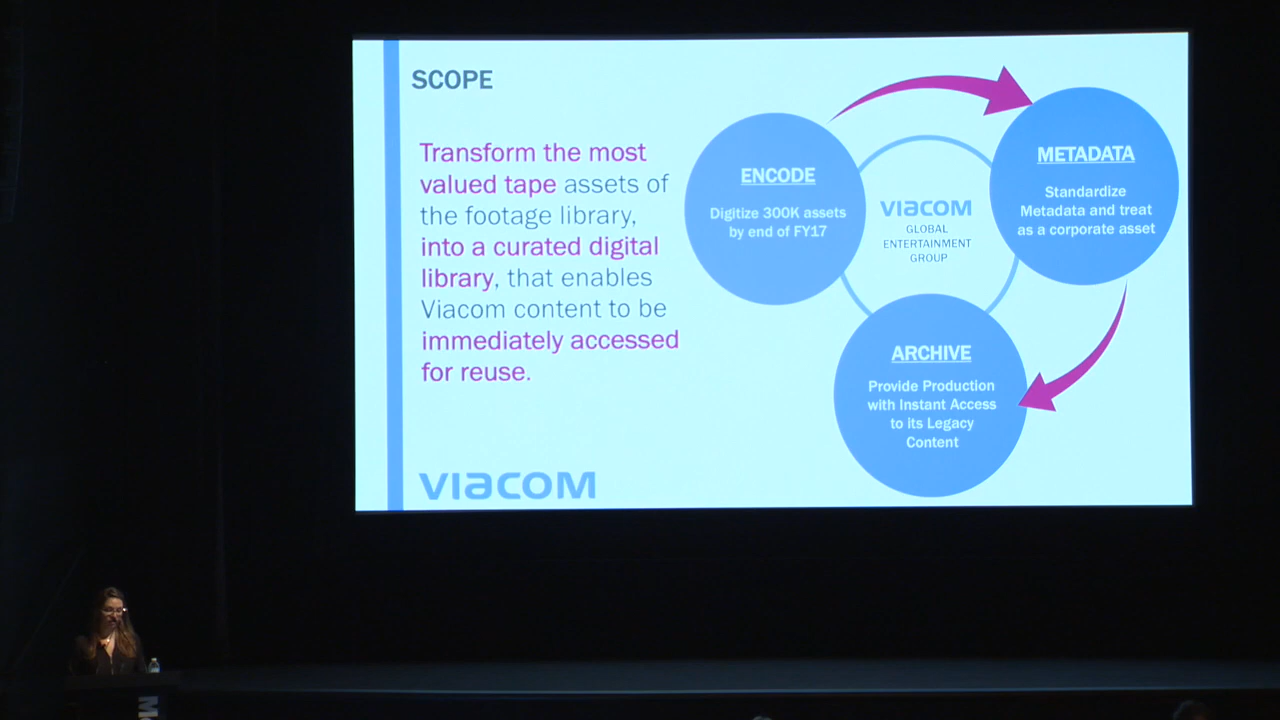 SCOPE
Transform the most
valued tape assets of
the footage library,
into a curated digital
library, that enables
Viacom content to be
immediately accessed
for reuse.
VIACOM
ENCODE
Digitize 300K assets
by end of FY17
VIACOM
GLOBAL
ENTERTAINMENT
GROUP
METADATA
Standardize
Metadata and treat
as a corporate asset
ARCHIVE
Provide Production
with Instant Access
to its Legacy
Content